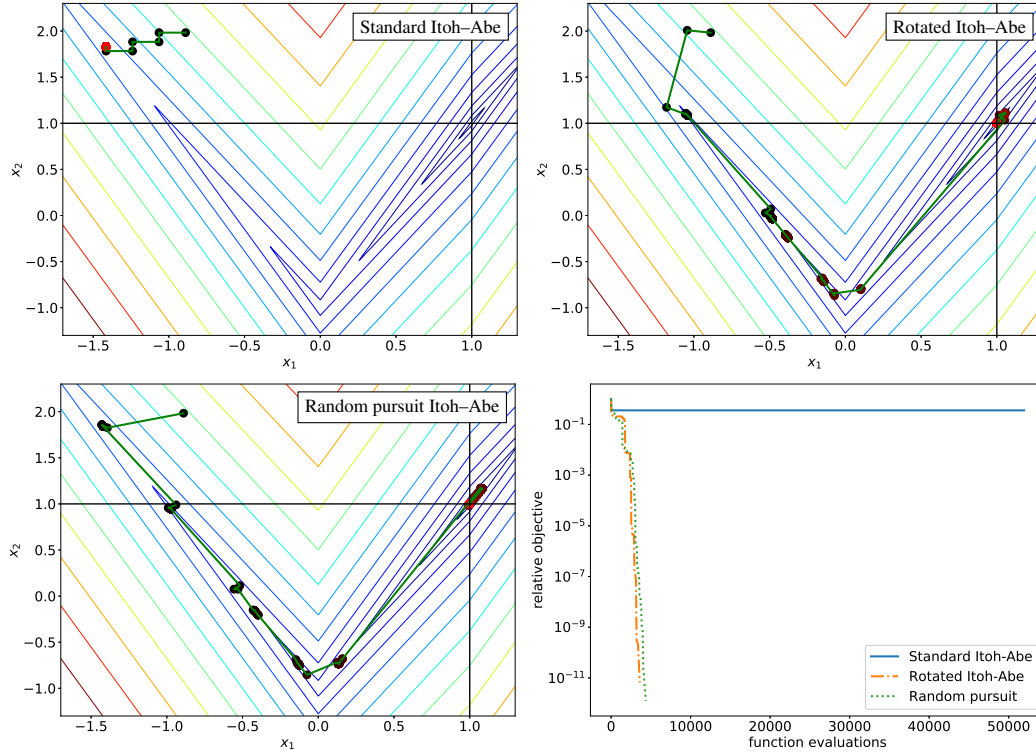 Standard Itoh–Abe
2.0
1.5
1.0
0.5
0.0
−0.5
−1.0
x2
−1.5 −1.0 −0.5 0.0 0.5 1.0
x1
Rotated Itoh–Abe
2.0
1.5
1.0
0.5
0.0
−0.5
−1.0
x2
−1.5 −1.0 −0.5 0.0 0.5 1.0
x1
Random pursuit Itoh–Abe
2.0
1.5
1.0
0.5
0.0
−0.5
−1.0
x2
−1.5 −1.0 −0.5 0.0 0.5 1.0
x1
10−1
10−3
10−5
10−7
10−9
10−11
relative objective
Standard Itoh-Abe
Rotated Itoh-Abe
Random pursuit
0 10000 20000 30000 40000 50000
function evaluations